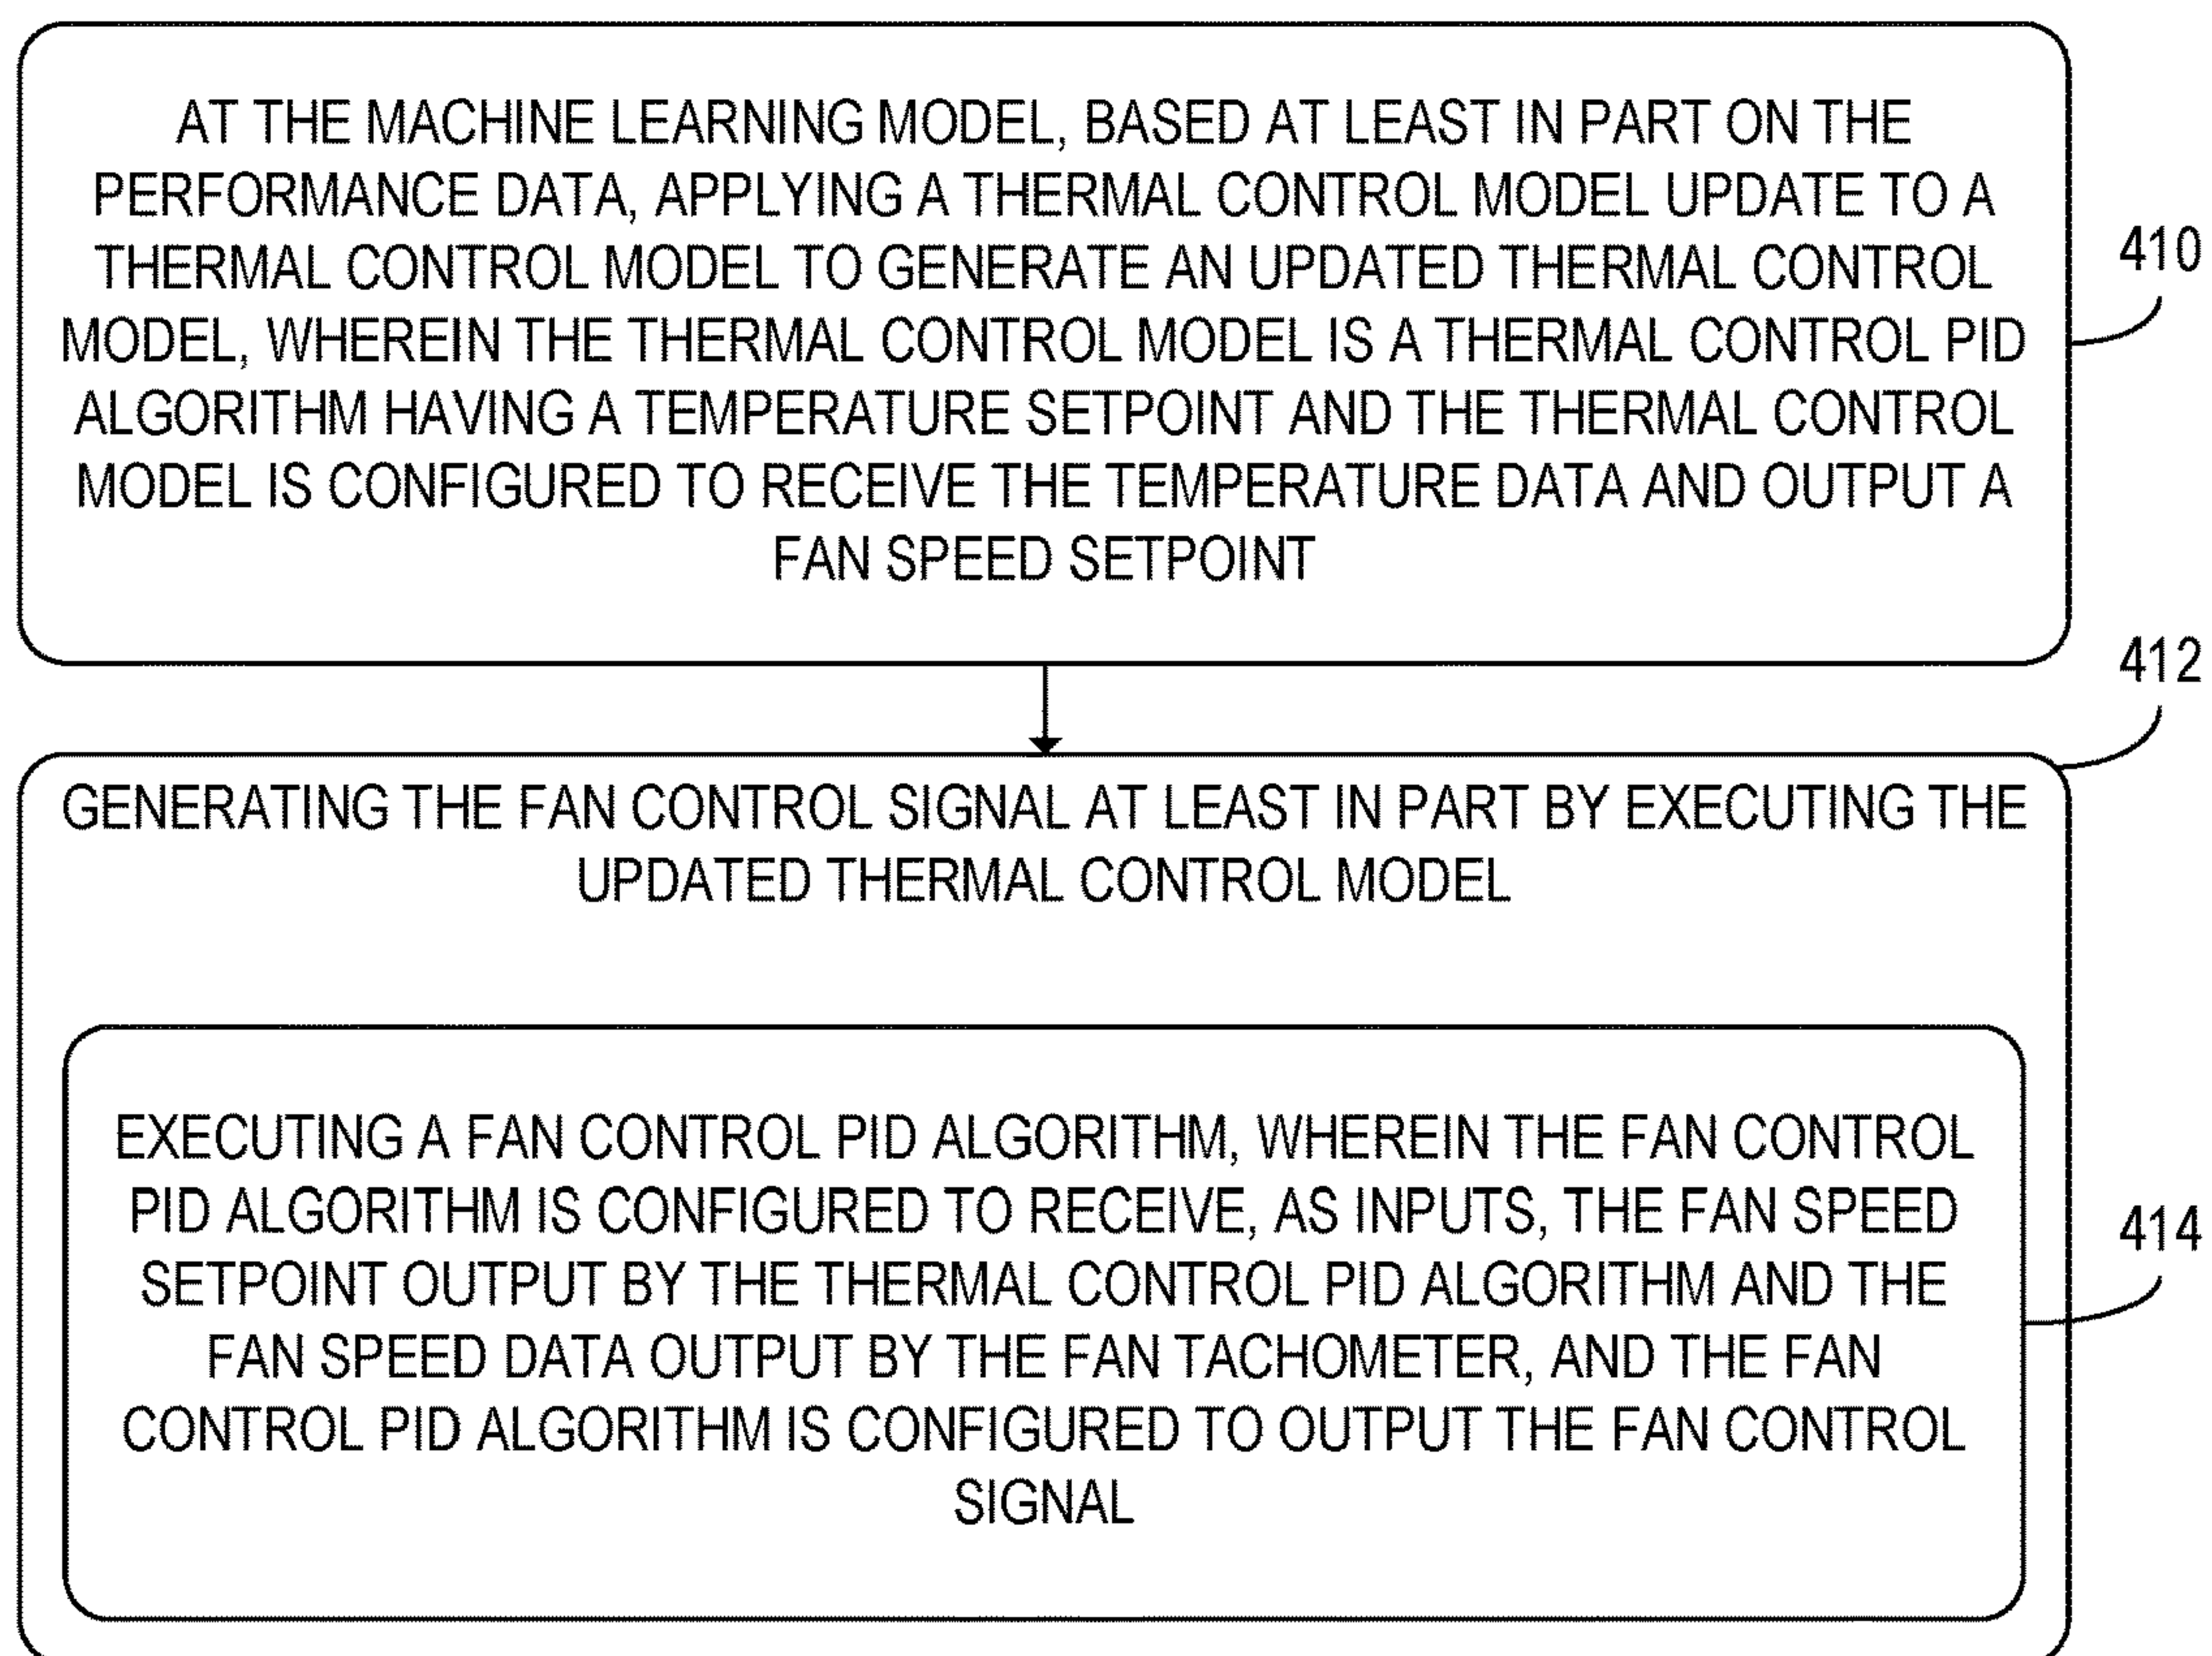 AT THE MACHINE LEARNING MODEL, BASED AT LEAST IN PART ON THE
PERFORMANCE DATA, APPLYING A THERMAL CONTROL MODEL UPDATE TO A
THERMAL CONTROL MODEL TO GENERATE AN UPDATED THERMAL CONTROL
MODEL, WHEREIN THE THERMAL CONTROL MODEL IS A THERMAL CONTROL PID
ALGORITHM HAVING A TEMPERATURE SETPOINT AND THE THERMAL CONTROL
MODEL IS CONFIGURED TO RECEIVE THE TEMPERATURE DATA AND OUTPUT A
FAN SPEED SETPOINT
410
412
GENERATING THE FAN CONTROL SIGNAL AT LEAST IN PART BY EXECUTING THE
UPDATED THERMAL CONTROL MODEL
EXECUTING A FAN CONTROL PID ALGORITHM, WHEREIN THE FAN CONTROL
PID ALGORITHM IS CONFIGURED TO RECEIVE, AS INPUTS, THE FAN SPEED
SETPOINT OUTPUT BY THE THERMAL CONTROL PID ALGORITHM AND THE
FAN SPEED DATA OUTPUT BY THE FAN TACHOMETER, AND THE FAN
CONTROL PID ALGORITHM IS CONFIGURED TO OUTPUT THE FAN CONTROL
SIGNAL
414